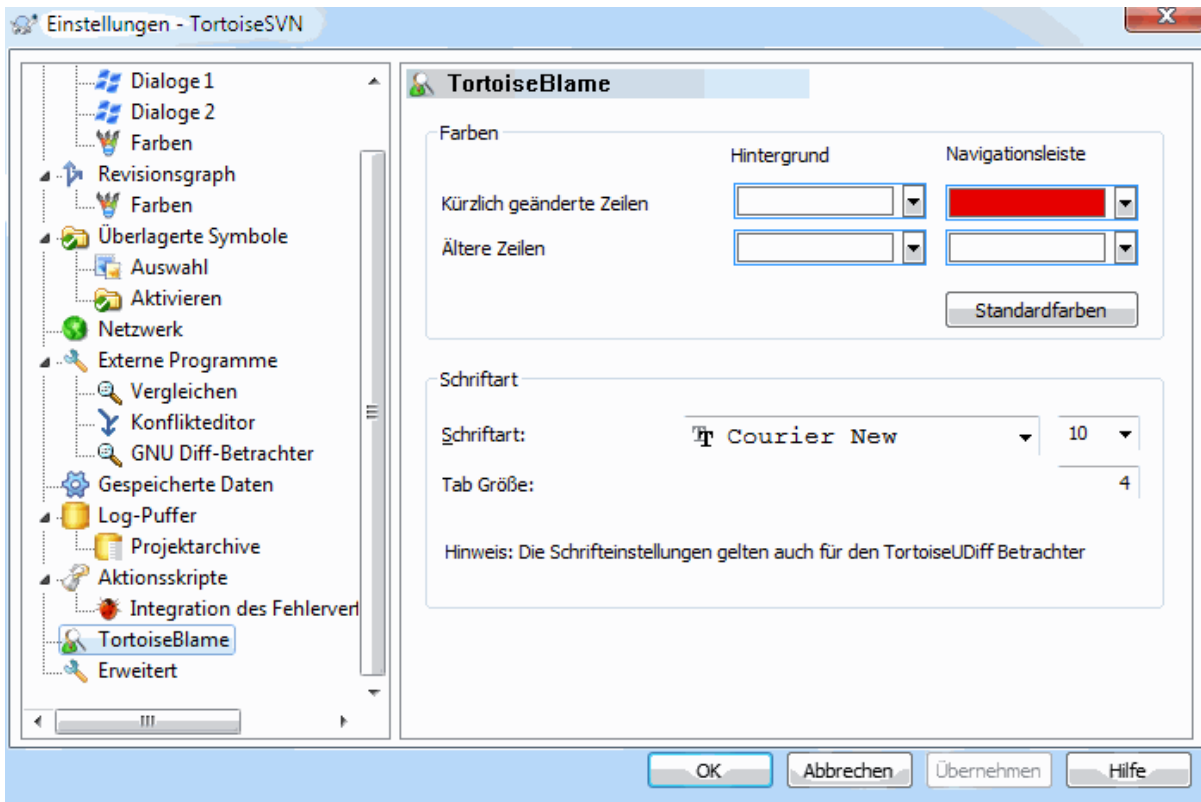 Einstellungen - TortoiseSVN
Dialoge 1
Dialoge 2
Farben
Revisionsgraph
Farben
Überlagerte Symbole
Auswahl
Aktivieren
Netzwerk
Externe Programme
Vergleichen
Konflikteditor
GNU Diff-Betrachter
Gespeicherte Daten
Log-Puffer
Projektarchive
Aktionsskripte
Integration des Fehlerverf
TortoiseBlame
Erweitert
TortoiseBlame
Farben
Hintergrund Navigationsleiste
Kürzlich geänderte Zeilen
Ältere Zeilen
Standardfarben
Schriftart
Schriftart: Courier New 10
Tab Größe: 4
Hinweis: Die Schrifteinstellungen gelten auch für den TortoiseUDiff Betrachter
OK Abbrechen Übernehmen Hilfe